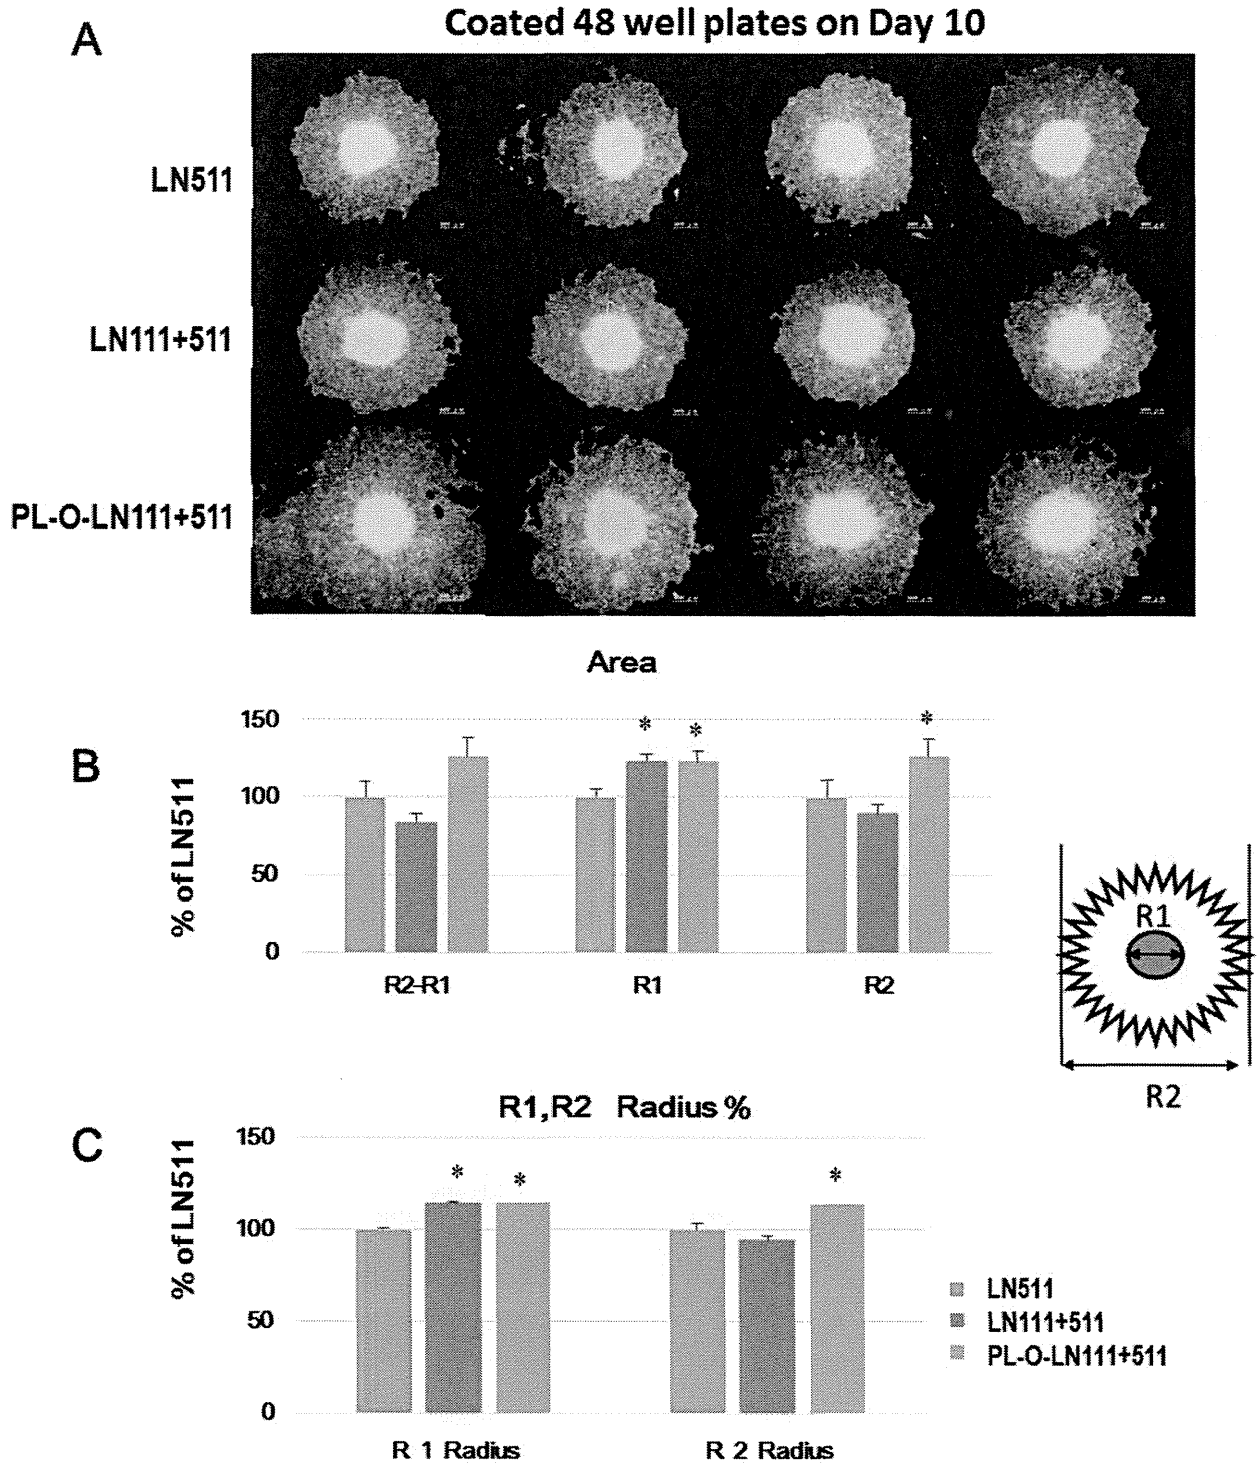 Coated 48 well plates on Day 10
A
LN511
LN111+511
PL-O-LN111+511
Area
B
% of LN511
150
100
50
0
*
*
*
R2-R1
R1
R2
R1
R2
R1,R2 Radius %
C
% of LN511
150
100
50
0
*
*
*
R 1 Radius
R 2 Radius
LN511
LN111+511
PL-O-LN111+511